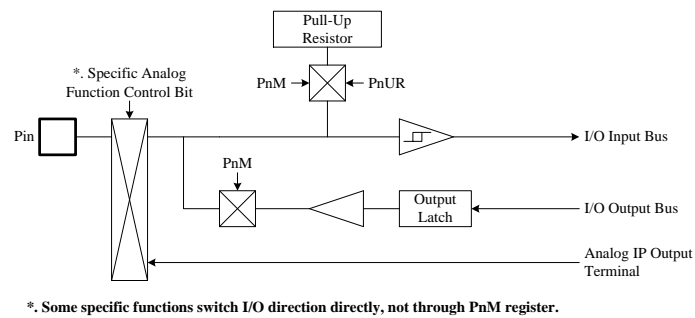 Pull-Up
Resistor
*. Specific Analog
Function Control Bit
PnM
PnUR
Pin
I/O Input Bus
PnM
Output
Latch
I/O Output Bus
Analog IP Output
Terminal
*. Some specific functions switch I/O direction directly, not through PnM register.